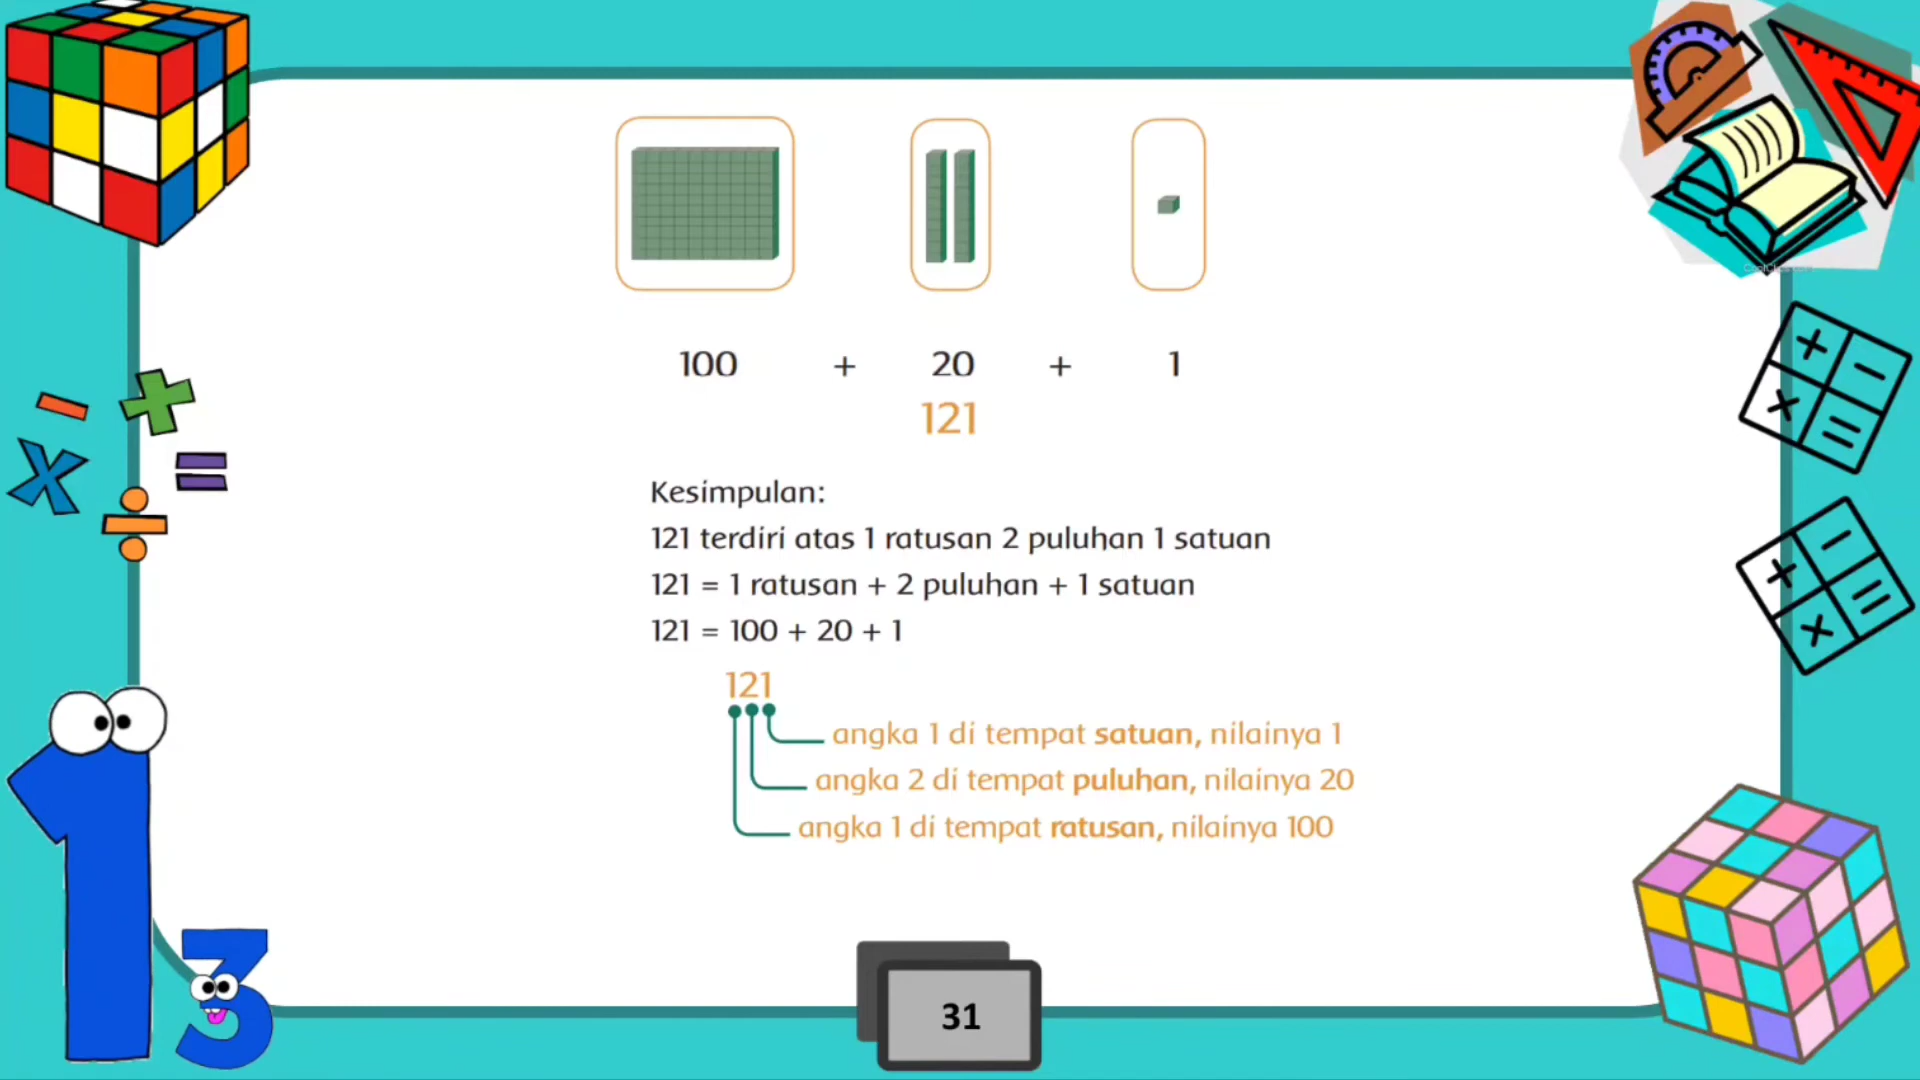 100 + 20 + 1
121
Kesimpulan:
121 terdiri atas 1 ratusan 2 puluhan 1 satuan
121 = 1 ratusan + 2 puluhan + 1 satuan
121 = 100 + 20 + 1
121
angka 1 di tempat satuan, nilainya 1
angka 2 di tempat puluhan, nilainya 20
angka 1 di tempat ratusan, nilainya 100
31